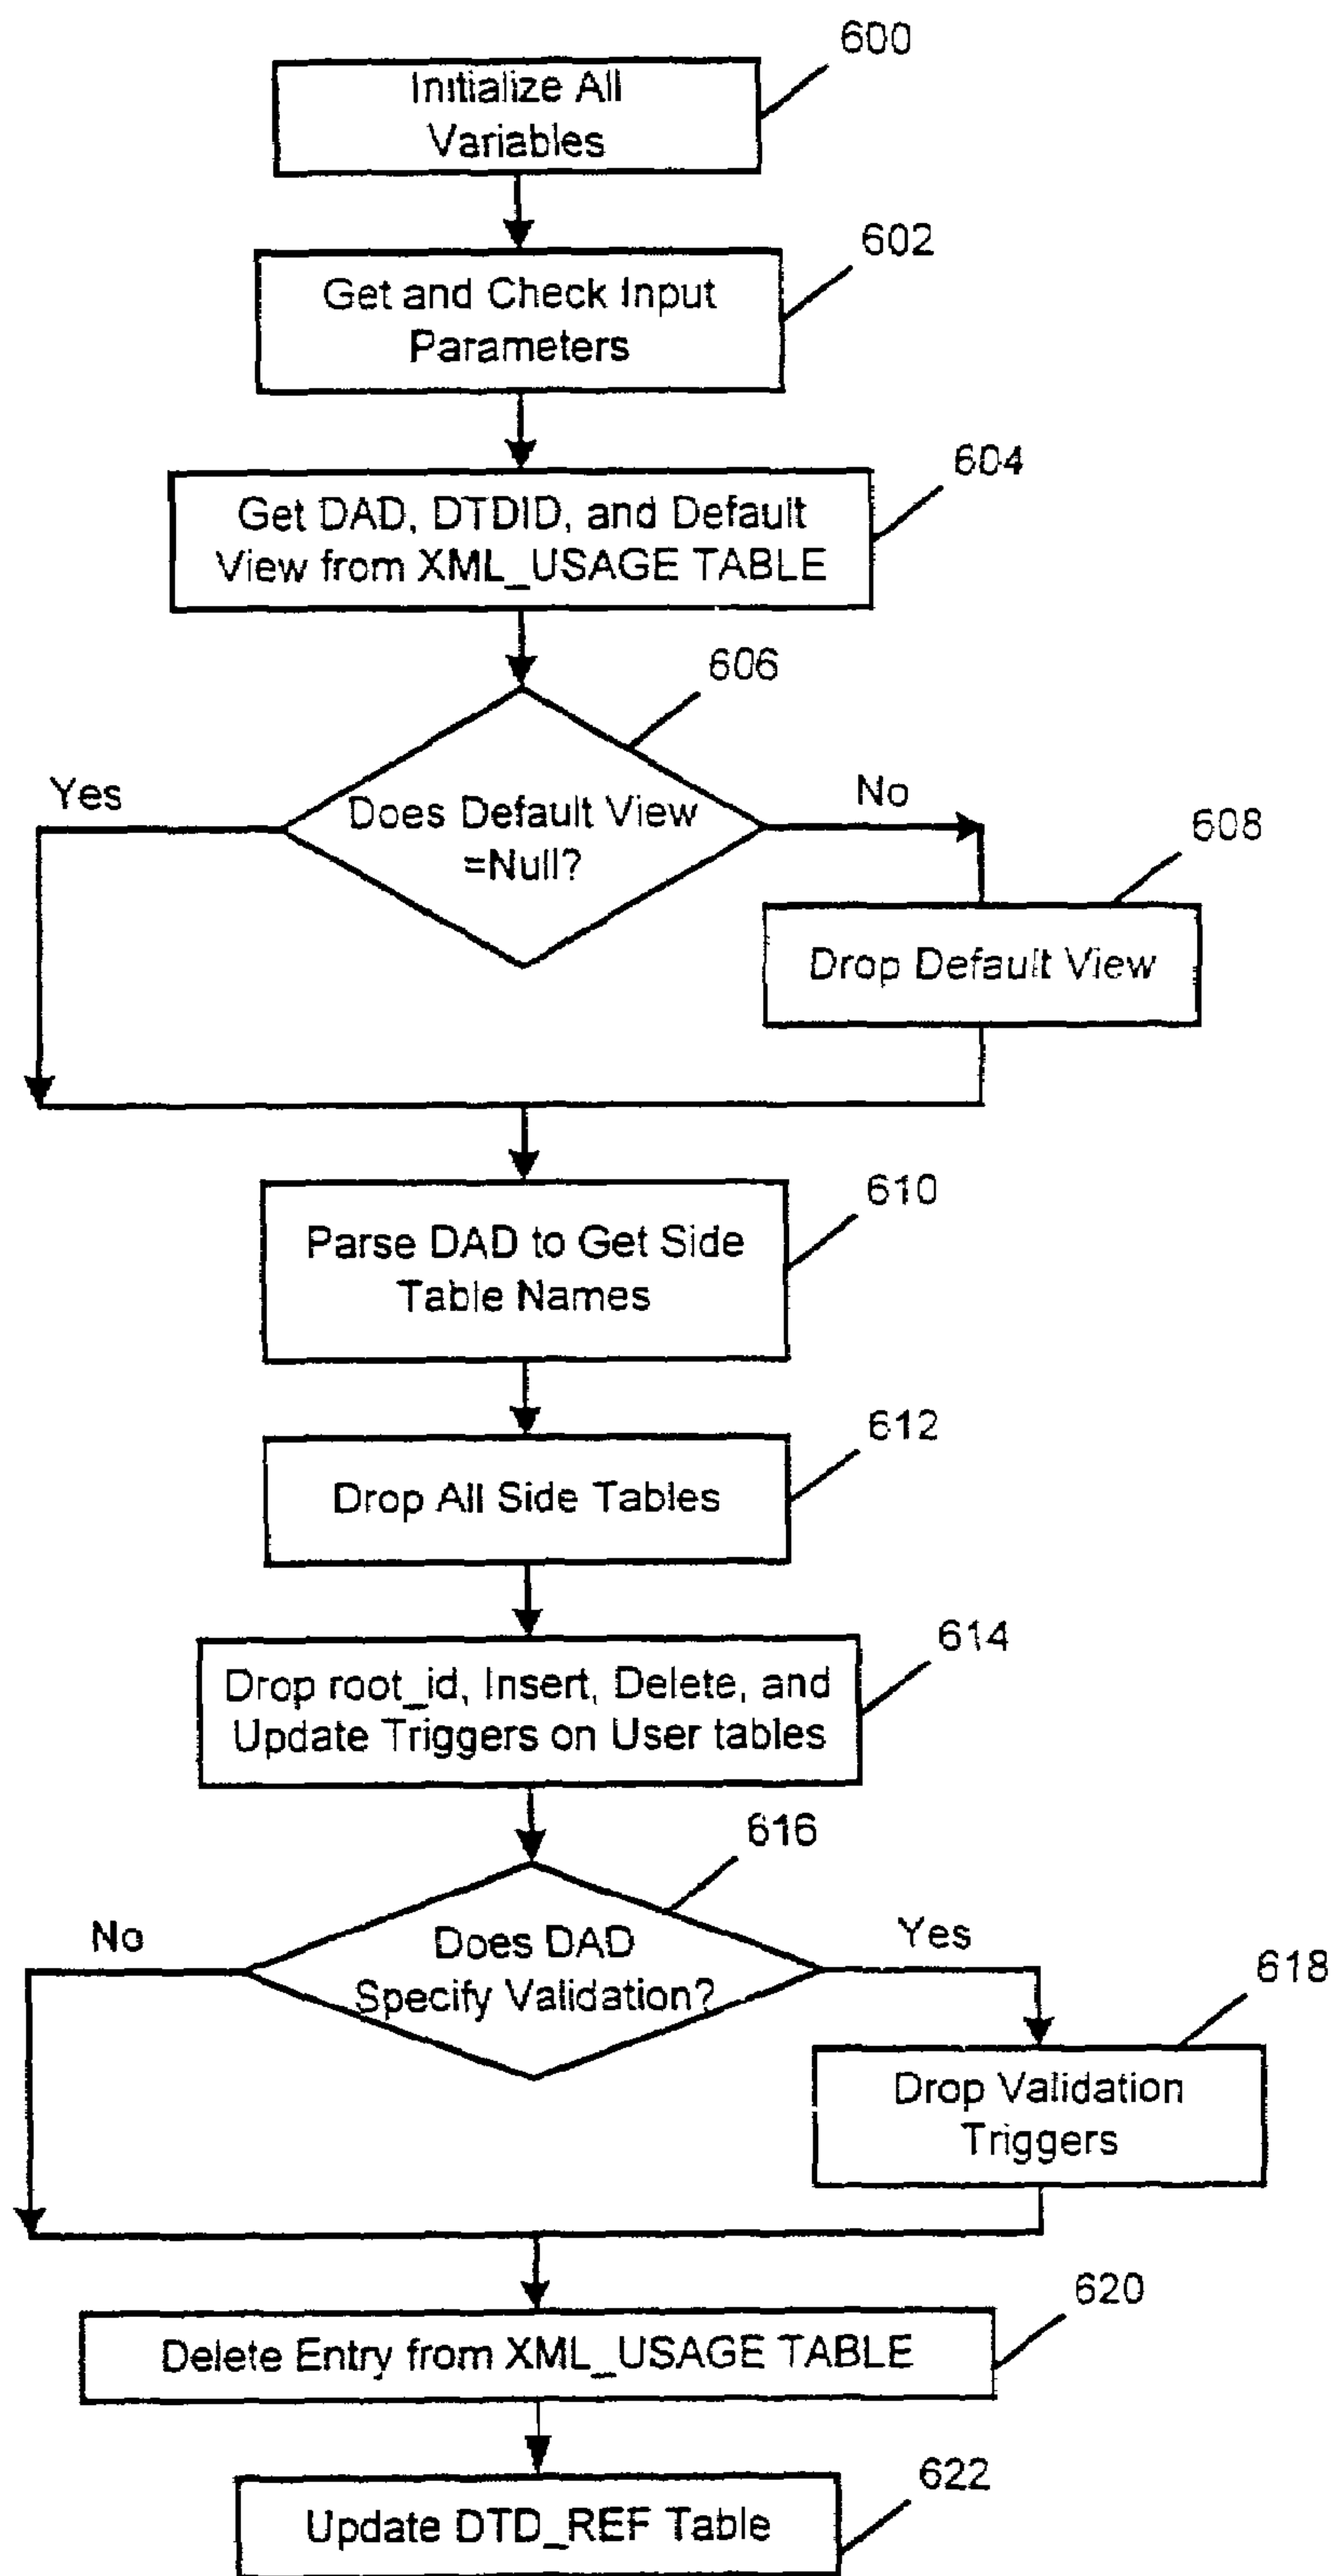 600
Initialize All
Variables
602
Get and Check Input
Parameters
604
Get DAD, DTDID, and Default
View from XML_USAGE TABLE
606
Yes
No
Does Default View
=Null?
608
Drop Default View
610
Parse DAD to Get Side
Table Names
612
Drop All Side Tables
614
Drop root_id, Insert, Delete, and
Update Triggers on User tables
616
No
Yes
Does DAD
Specify Validation?
618
Drop Validation
Triggers
620
Delete Entry from XML_USAGE TABLE
622
Update DTD_REF Table